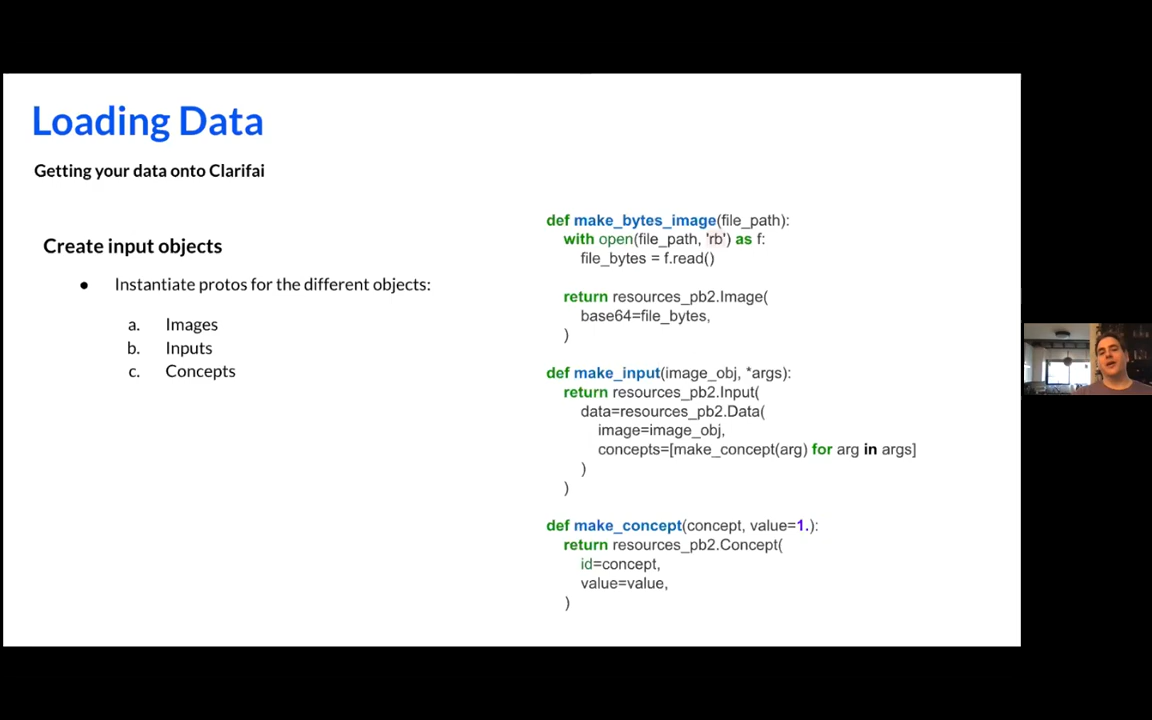 Loading Data
Getting your data onto Clarifai
Create input objects
● Instantiate protos for the different objects:
a. Images
b. Inputs
c. Concepts
def make_bytes_image(file_path):
with open(file_path, 'rb') as f:
file_bytes = f.read()
return resources_pb2.Image(
base64=file_bytes,
)
def make_input(image_obj, *args):
return resources_pb2.Input(
data=resources_pb2.Data(
image=image_obj,
concepts=[make_concept(arg) for arg in args]
)
)
def make_concept(concept, value=1.):
return resources_pb2.Concept(
id=concept,
value=value,
)